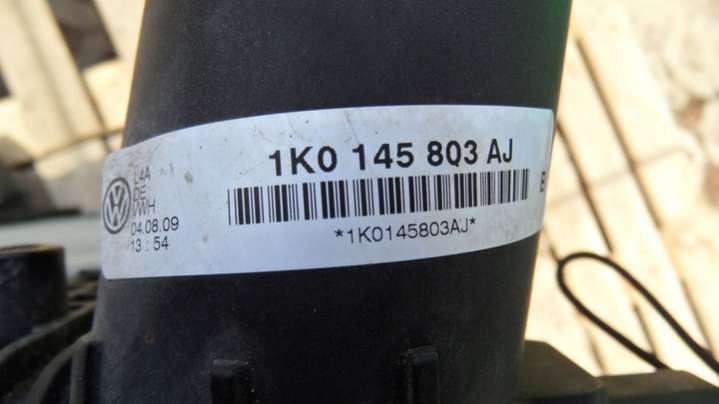 1K0 145 803 AJ
L4A
DE
VWH
04.08.09
13 : 54
*1K0145803AJ*